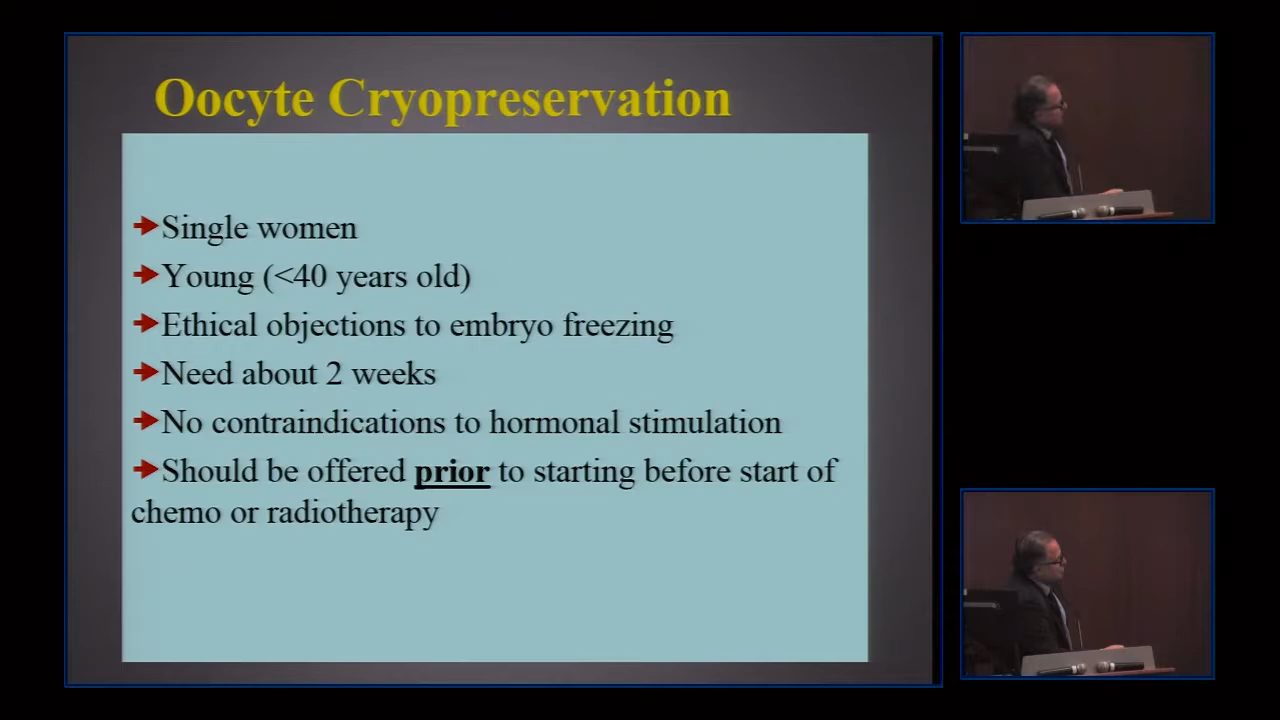 Oocyte Cryopreservation
Single women
Young (<40 years old)
Ethical objections to embryo freezing
Need about 2 weeks
No contraindications to hormonal stimulation
Should be offered prior to starting before start of
chemo or radiotherapy